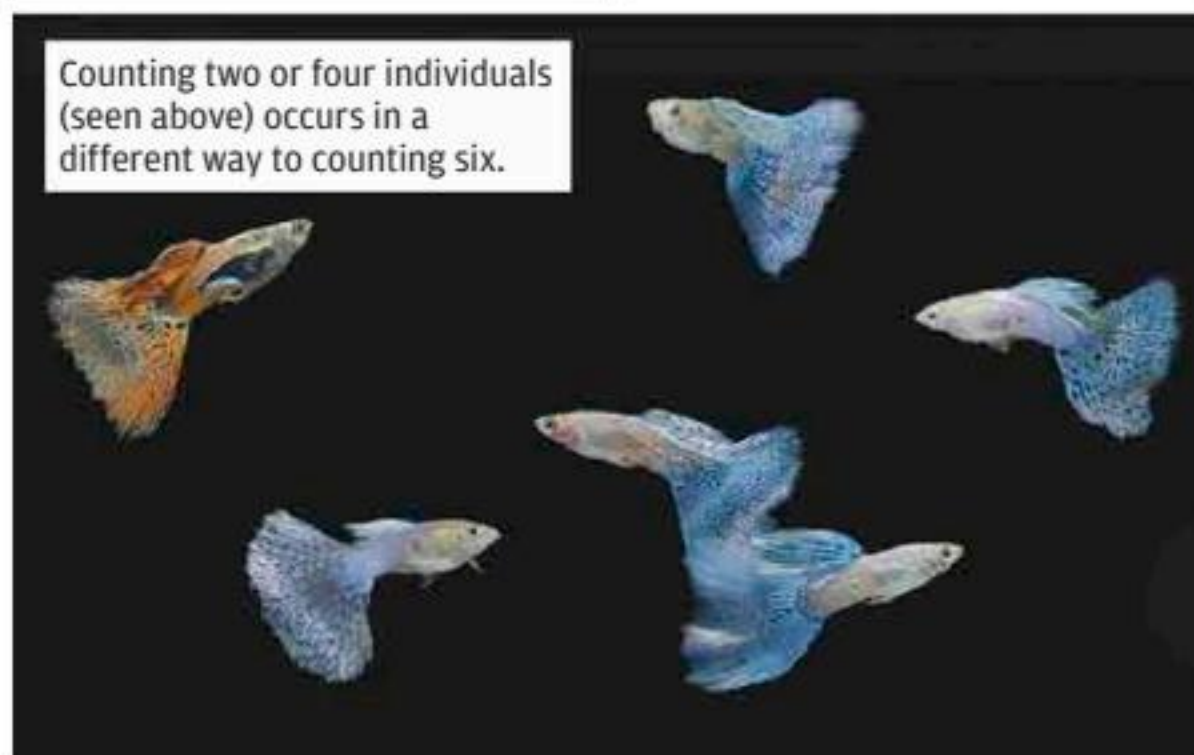 Counting two or four individuals
(seen above) occurs in a
different way to counting six.